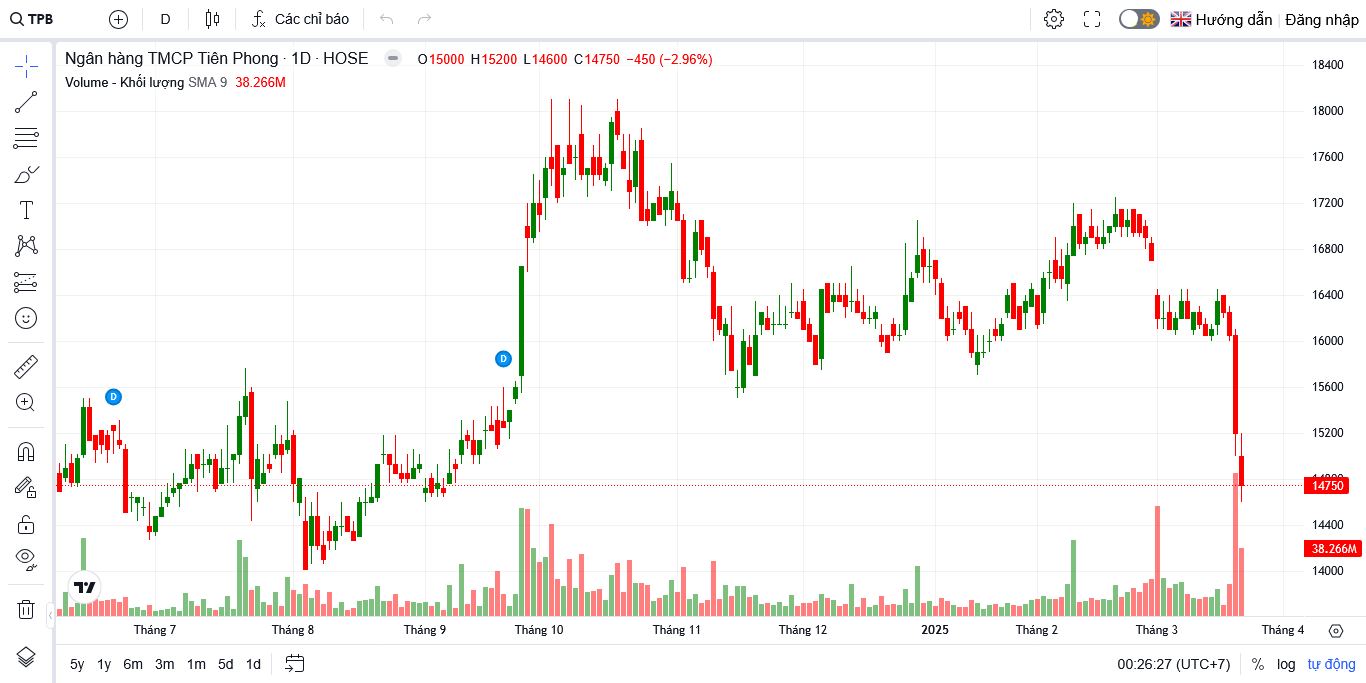 TPB D Các chỉ báo Hướng dẫn Đăng nhập
Ngân hàng TMCP Tiên Phong · 1D · HOSE O15000 H15200 L14600 C14750 −450 (−2.96%)
Volume - Khối lượng SMA 9 38.266M
18400
18000
17600
17200
16800
16400
16000
15600
15200
14800
14750
14400
38.266M
14000
D
D
Tháng 7 Tháng 8 Tháng 9 Tháng 10 Tháng 11 Tháng 12 2025 Tháng 2 Tháng 3 Tháng 4
5y 1y 6m 3m 1m 5d 1d 00:26:27 (UTC+7) % log tự động